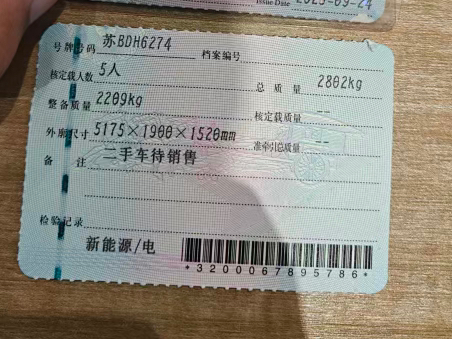 Issue Date 2025-09-24
号牌号码 苏BDH6274 档案编号
核定载人数 5人 总质量 2802kg
整备质量 2209kg 核定载质量 --
外廓尺寸 5175×1900×1520mm 准牵引总质量 --
备注 二手车待销售
检验记录
新能源/电
*3200067895786*